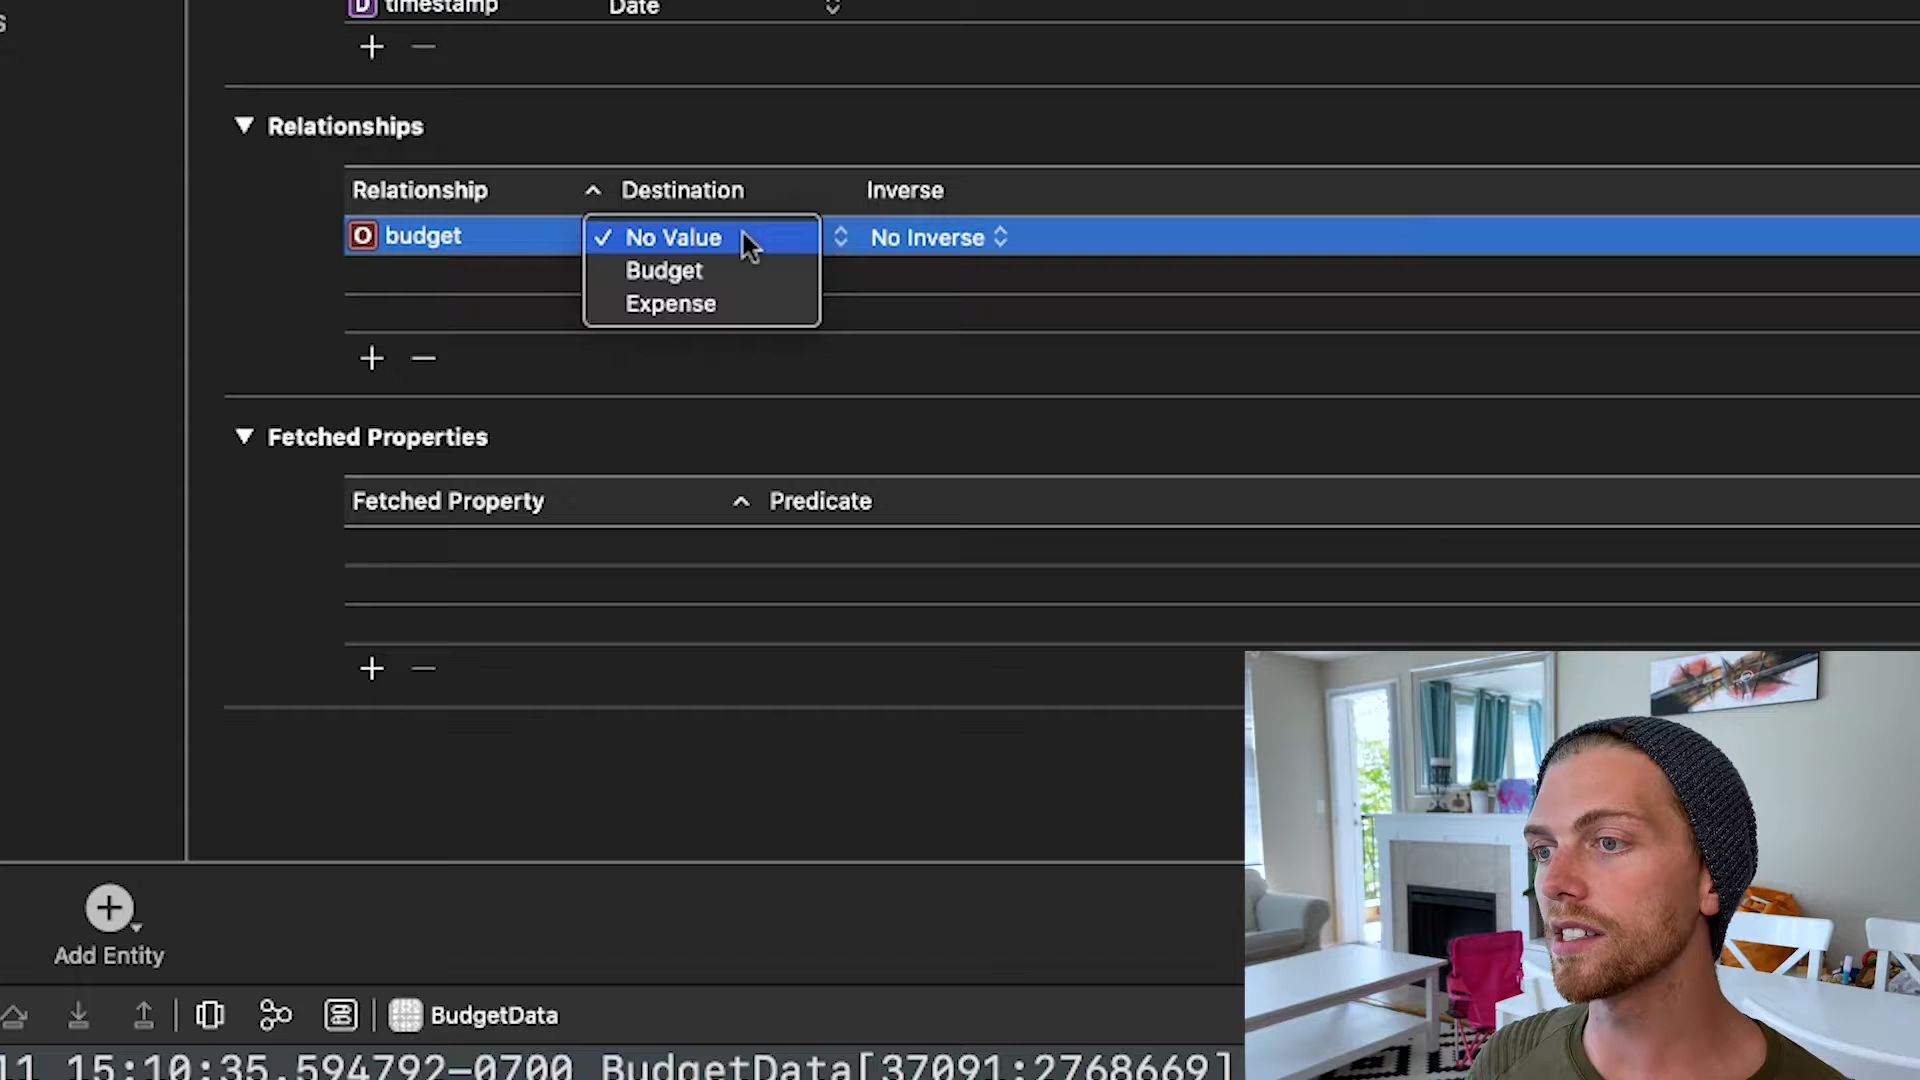 timestamp Date
Relationships
Relationship Destination Inverse
budget No Value No Inverse
Budget
Expense
Fetched Properties
Fetched Property Predicate
Add Entity
BudgetData
11 15:10:35.594792-0700 BudgetData[37091:2768669]